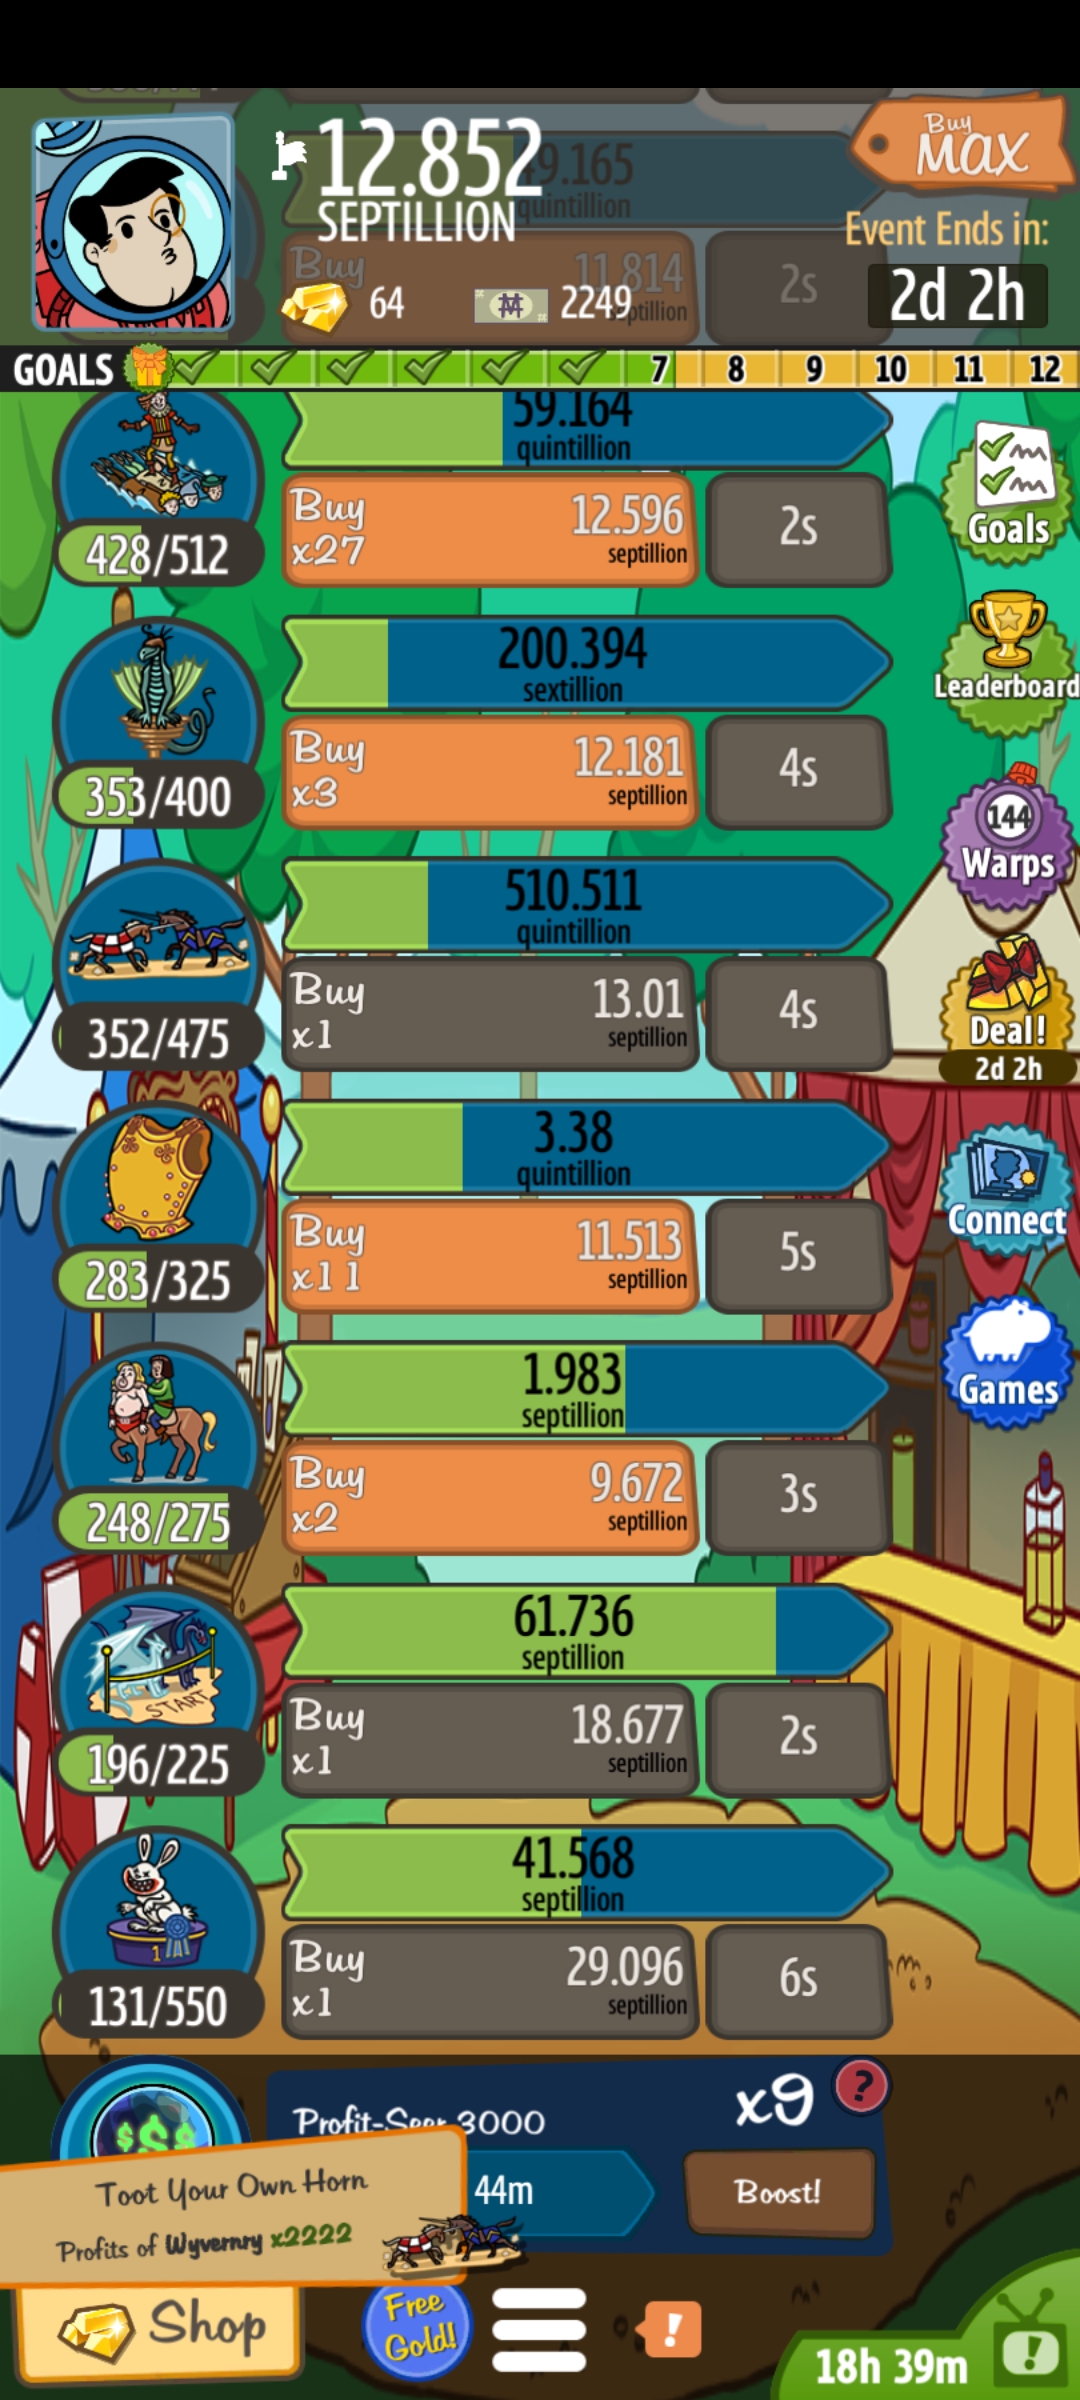 Buy
MAX
12.852
SEPTILLION
9.165
quintillion
Event Ends in:
Buy
11.814
septillion
2s
64
2249
2d 2h
GOALS
7 8 9 10 11 12
59.164
quintillion
Buy
x27
12.596
septillion
2s
428/512
Goals
200.394
sextillion
Leaderboard
Buy
x3
12.181
septillion
4s
353/400
144
Warps
510.511
quintillion
Buy
x1
13.01
septillion
4s
352/475
Deal!
2d 2h
3.38
quintillion
Connect
Buy
x11
11.513
septillion
5s
283/325
1.983
septillion
Games
Buy
x2
9.672
septillion
3s
248/275
61.736
septillion
START
Buy
x1
18.677
septillion
2s
196/225
41.568
septillion
1
Buy
x1
29.096
septillion
6s
131/550
$$$
Profit-Seer 3000
x9
?
44m
Boost!
Toot Your Own Horn
Profits of Wyvernry x2222
Shop
Free
Gold!
!
18h 39m
!